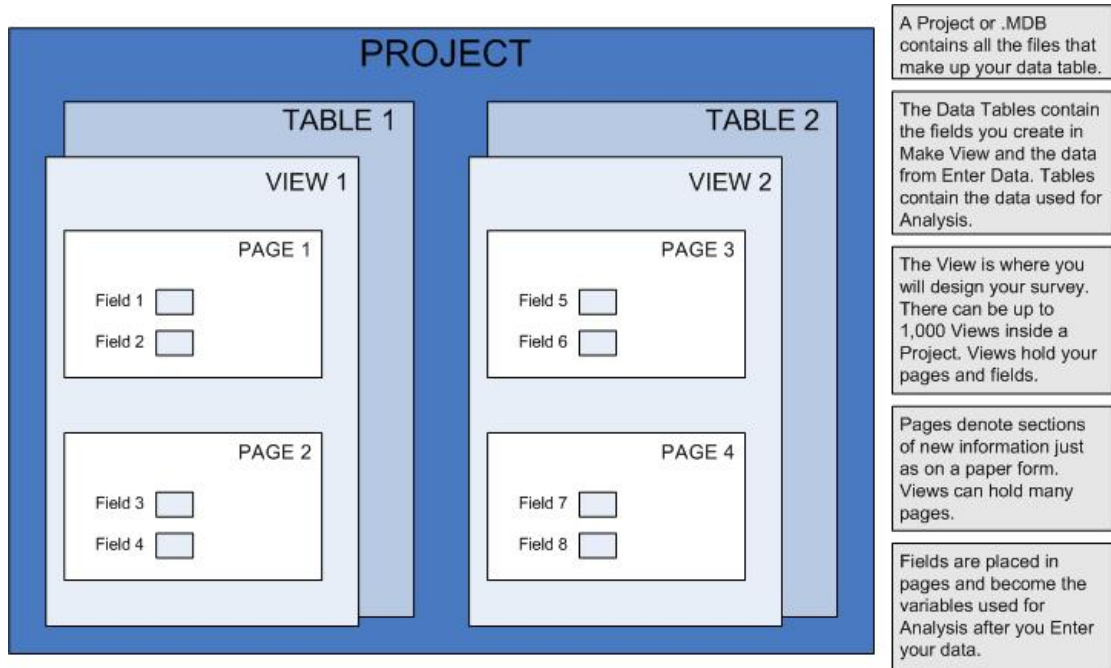 PROJECT
TABLE 1
VIEW 1
PAGE 1
Field 1
Field 2
PAGE 2
Field 3
Field 4
TABLE 2
VIEW 2
PAGE 3
Field 5
Field 6
PAGE 4
Field 7
Field 8
A Project or .MDB
contains all the files that
make up your data table.
The Data Tables contain
the fields you create in
Make View and the data
from Enter Data. Tables
contain the data used for
Analysis.
The View is where you
will design your survey.
There can be up to
1,000 Views inside a
Project. Views hold your
pages and fields.
Pages denote sections
of new information just
as on a paper form.
Views can hold many
pages.
Fields are placed in
pages and become the
variables used for
Analysis after you Enter
your data.